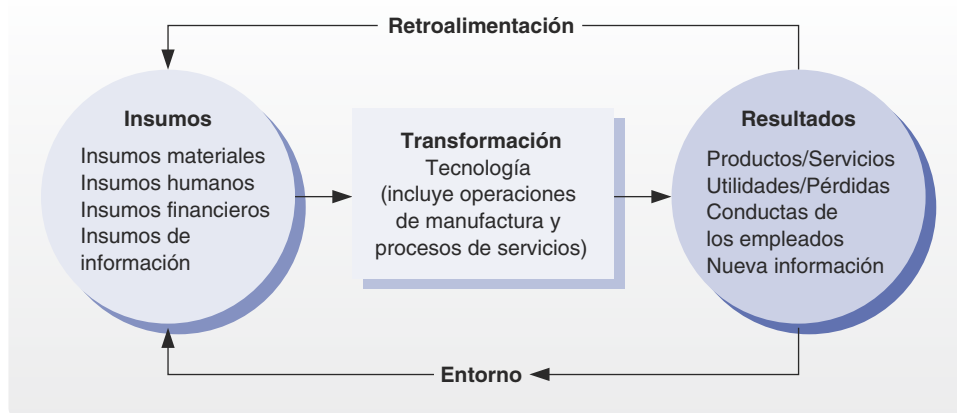 Retroalimentación
Insumos
Insumos materiales
Insumos humanos
Insumos financieros
Insumos de
información
Transformación
Tecnología
(incluye operaciones
de manufactura y
procesos de servicios)
Resultados
Productos/Servicios
Utilidades/Pérdidas
Conductas de
los empleados
Nueva información
Entorno